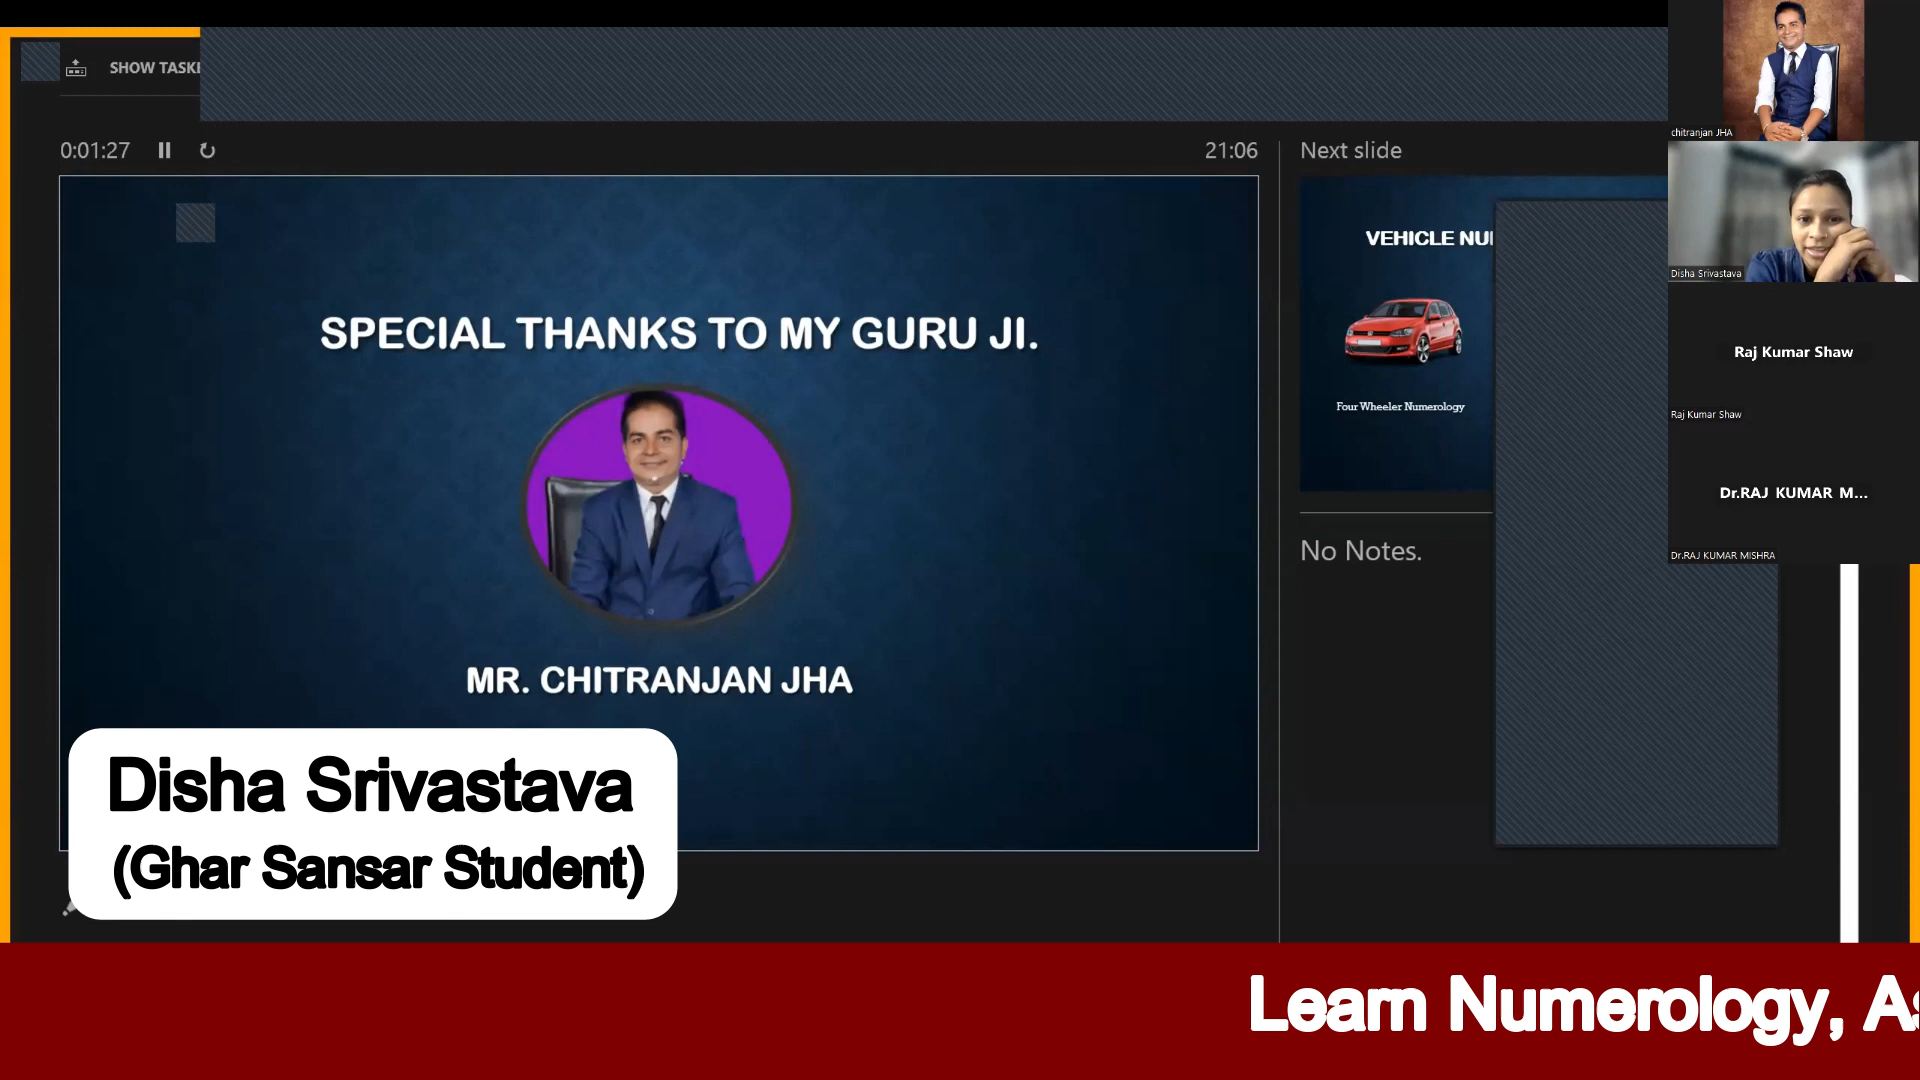 SHOW TASK
0:01:27
21:06
Next slide
SPECIAL THANKS TO MY GURU JI.
MR. CHITRANJAN JHA
VEHICLE NU
Four Wheeler Numerology
No Notes.
chitranjan JHA
Disha Srivastava
Raj Kumar Shaw
Raj Kumar Shaw
Dr.RAJ KUMAR M...
Dr.RAJ KUMAR MISHRA
Disha Srivastava
(Ghar Sansar Student)
Learn Numerology, As